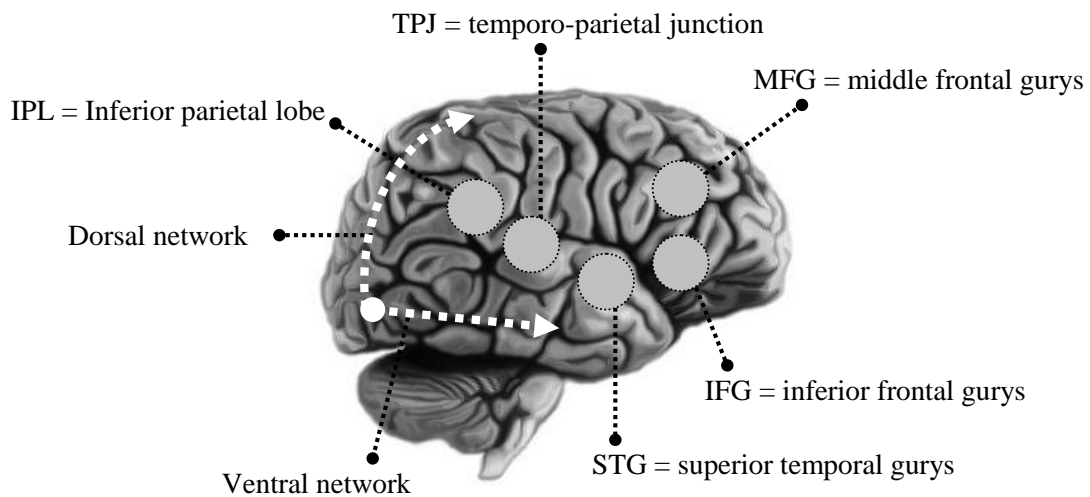 TPJ = temporo-parietal junction
MFG = middle frontal gurys
IPL = Inferior parietal lobe
Dorsal network
IFG = inferior frontal gurys
STG = superior temporal gurys
Ventral network